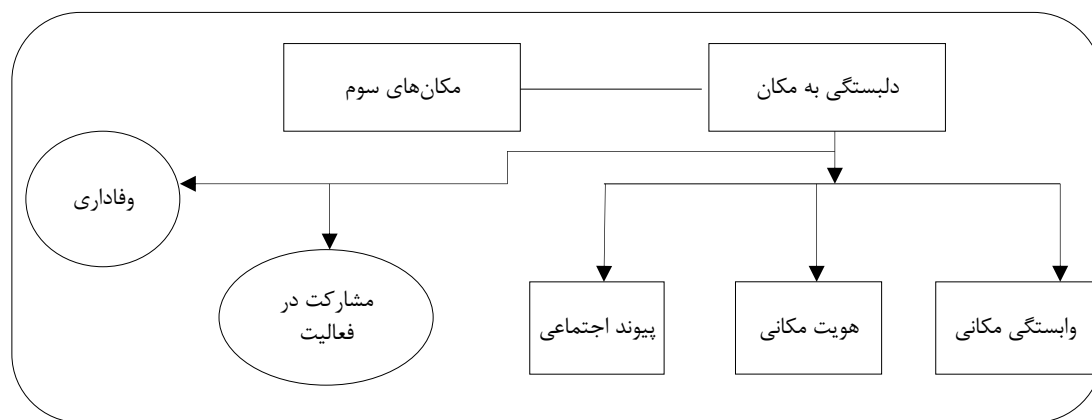 دلبستگی به مکان
مکان‌های سوم
وفاداری
مشارکت در
فعالیت
وابستگی مکانی
هویت مکانی
پیوند اجتماعی